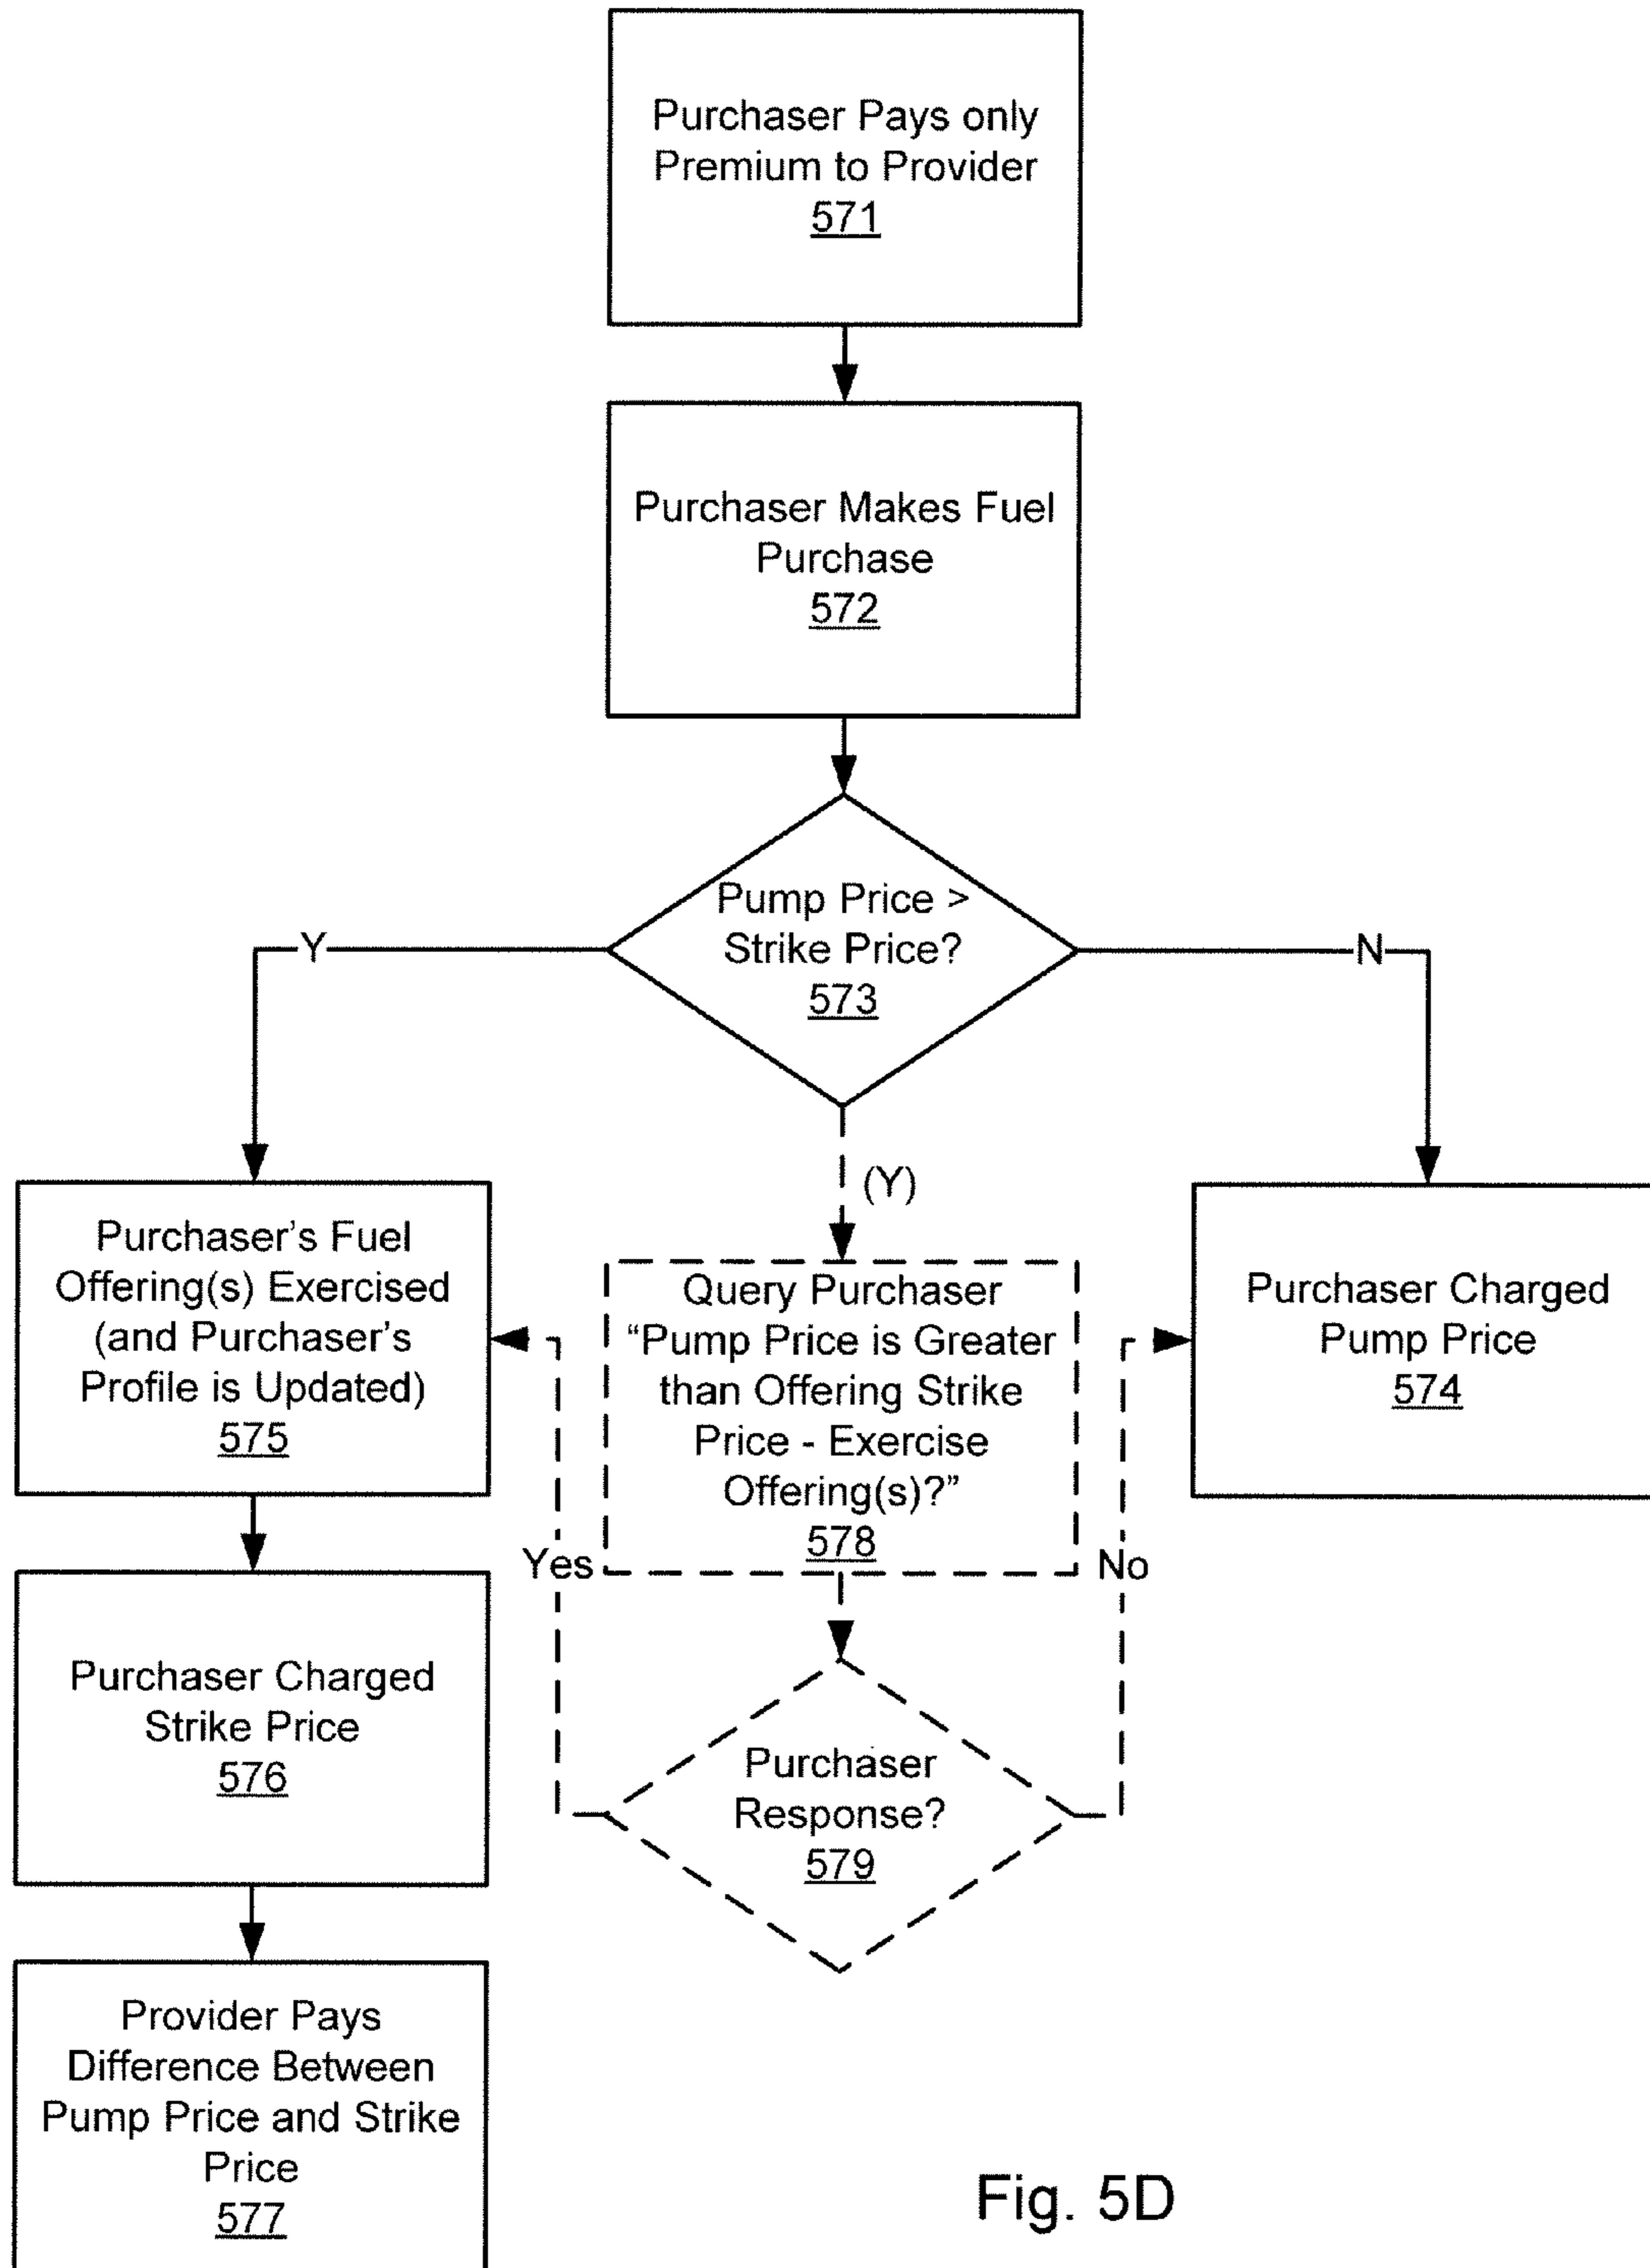 Purchaser Pays only
Premium to Provider
571
Purchaser Makes Fuel
Purchase
572
Pump Price >
Strike Price?
573
Y
N
(Y)
Purchaser's Fuel
Offering(s) Exercised
(and Purchaser's
Profile is Updated)
575
Query Purchaser
“Pump Price is Greater
than Offering Strike
Price - Exercise
Offering(s)?”
578
Purchaser Charged
Pump Price
574
Yes
No
Purchaser Charged
Strike Price
576
Purchaser
Response?
579
Provider Pays
Difference Between
Pump Price and Strike
Price
577
Fig. 5D